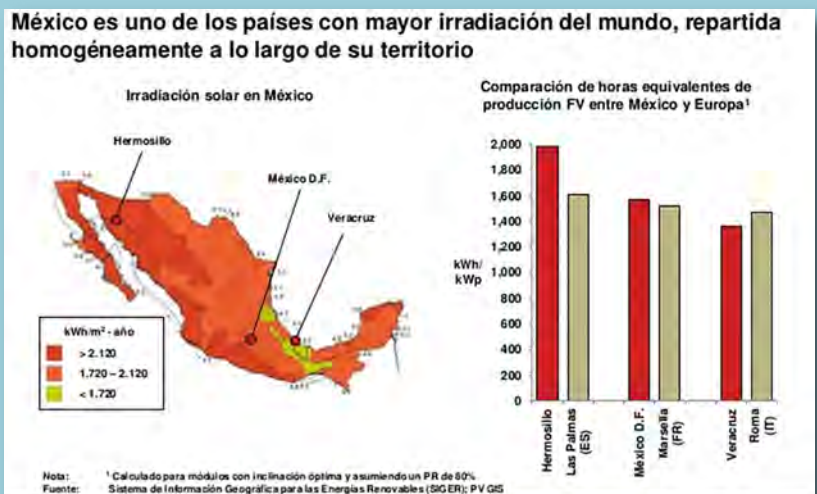 México es uno de los países con mayor irradiación del mundo, repartida
homogéneamente a lo largo de su territorio
Irradiación solar en México
Hermosillo
México D.F.
Veracruz
kWh/m² - año
> 2.120
1.720 – 2.120
< 1.720
Comparación de horas equivalentes de
producción FV entre México y Europa¹
2,000
1,800
1,600
1,400
1,200
1,000
800
600
400
200
0
kWh/
kWp
Hermosillo
Las Palmas
(ES)
México D.F.
Marsella
(FR)
Veracruz
Roma
(IT)
Nota: ¹ Calculado para módulos con inclinación óptima y asumiendo un PR de 80%
Fuente: Sistema de Información Geográfica para las Energías Renovables (SIGER); PV GIS